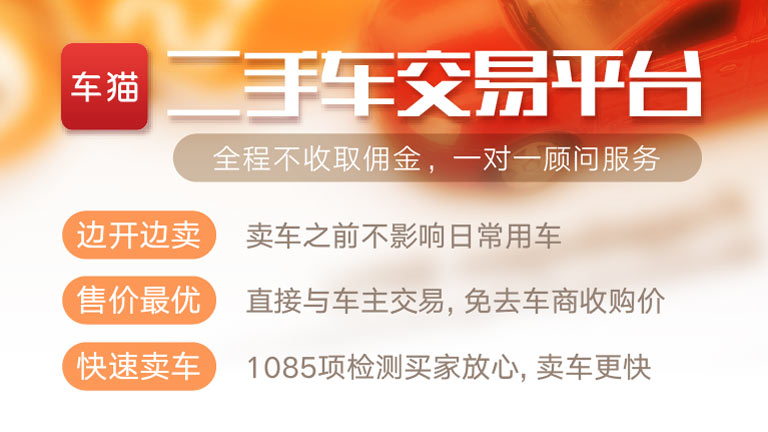 车猫
二手车交易平台
全程不收取佣金，一对一顾问服务
边开边卖
卖车之前不影响日常用车
售价最优
直接与车主交易, 免去车商收购价
快速卖车
1085项检测买家放心, 卖车更快